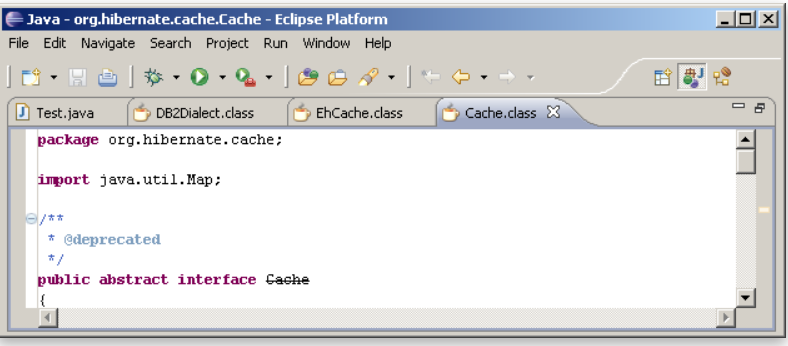 Java - org.hibernate.cache.Cache - Eclipse Platform
File Edit Navigate Search Project Run Window Help
Test.java DB2Dialect.class EhCache.class Cache.class
package org.hibernate.cache;
import java.util.Map;
/**
* @deprecated
*/
public abstract interface Cache
{